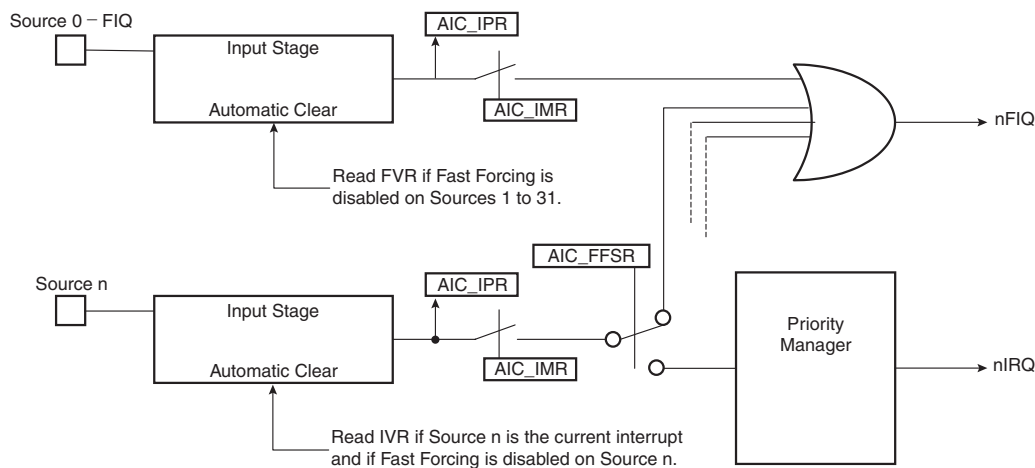 Source 0 – FIQ
AIC_IPR
Input Stage
Automatic Clear
AIC_IMR
nFIQ
Read FVR if Fast Forcing is
disabled on Sources 1 to 31.
AIC_FFSR
Source n
AIC_IPR
Input Stage
Priority
Manager
Automatic Clear
AIC_IMR
nIRQ
Read IVR if Source n is the current interrupt
and if Fast Forcing is disabled on Source n.